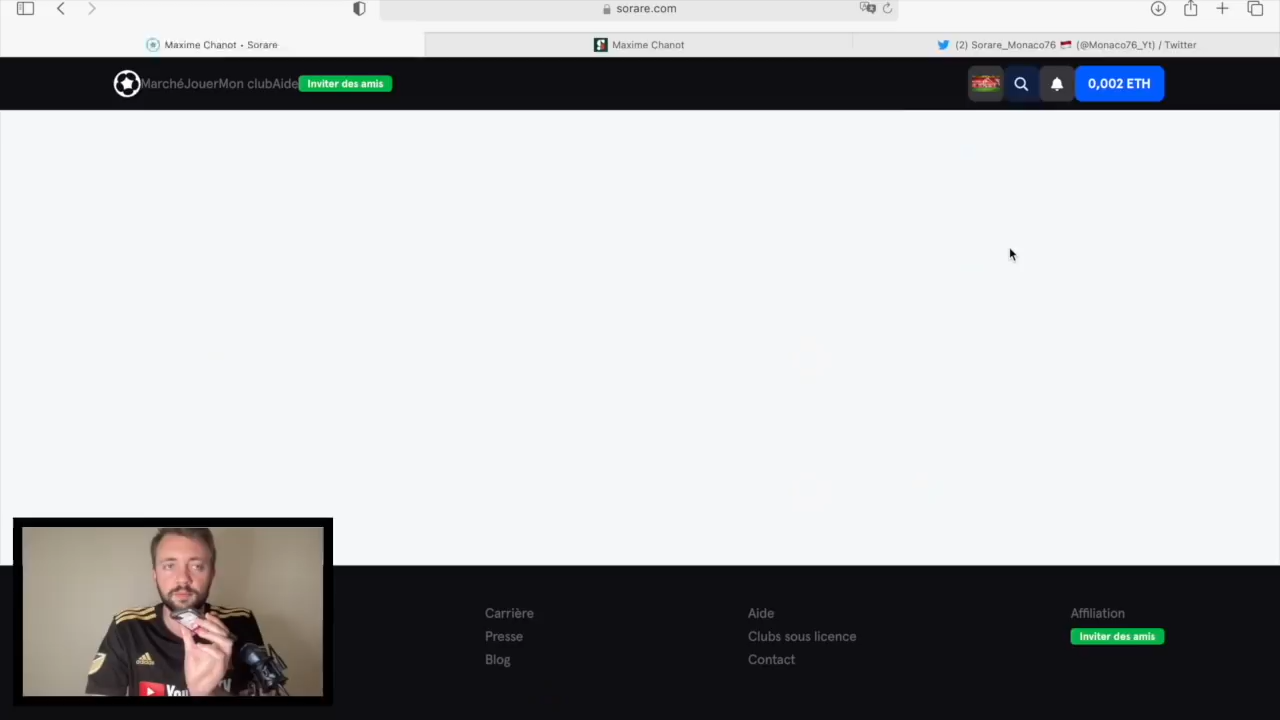 sorare.com
Maxime Chanot • Sorare
Maxime Chanot
(2) Sorare_Monaco76 🇲🇨 (@Monaco76_Yt) / Twitter
MarchéJouerMon clubAide
Inviter des amis
0,002 ETH
Carrière
Aide
Affiliation
Presse
Clubs sous licence
Inviter des amis
Blog
Contact
adidas